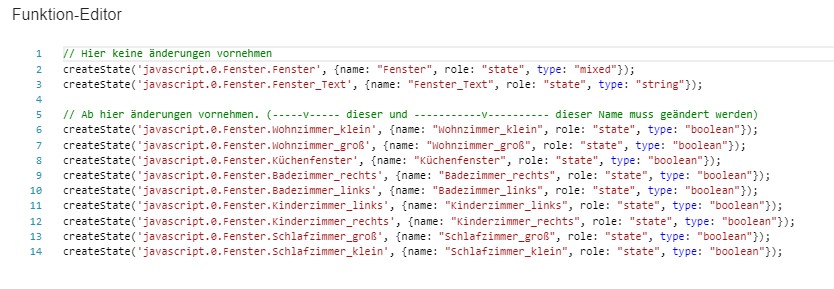 Funktion-Editor
1 // Hier keine änderungen vornehmen
2 createState('javascript.0.Fenster.Fenster', {name: "Fenster", role: "state", type: "mixed"});
3 createState('javascript.0.Fenster.Fenster_Text', {name: "Fenster_Text", role: "state", type: "string"});
4
5 // Ab hier änderungen vornehmen. (-----v----- dieser und -----------v---------- dieser Name muss geändert werden)
6 createState('javascript.0.Fenster.Wohnzimmer_klein', {name: "Wohnzimmer_klein", role: "state", type: "boolean"});
7 createState('javascript.0.Fenster.Wohnzimmer_groß', {name: "Wohnzimmer_groß", role: "state", type: "boolean"});
8 createState('javascript.0.Fenster.Küchenfenster', {name: "Küchenfenster", role: "state", type: "boolean"});
9 createState('javascript.0.Fenster.Badezimmer_rechts', {name: "Badezimmer_rechts", role: "state", type: "boolean"});
10 createState('javascript.0.Fenster.Badezimmer_links', {name: "Badezimmer_links", role: "state", type: "boolean"});
11 createState('javascript.0.Fenster.Kinderzimmer_links', {name: "Kinderzimmer_links", role: "state", type: "boolean"});
12 createState('javascript.0.Fenster.Kinderzimmer_rechts', {name: "Kinderzimmer_rechts", role: "state", type: "boolean"});
13 createState('javascript.0.Fenster.Schlafzimmer_groß', {name: "Schlafzimmer_groß", role: "state", type: "boolean"});
14 createState('javascript.0.Fenster.Schlafzimmer_klein', {name: "Schlafzimmer_klein", role: "state", type: "boolean"});